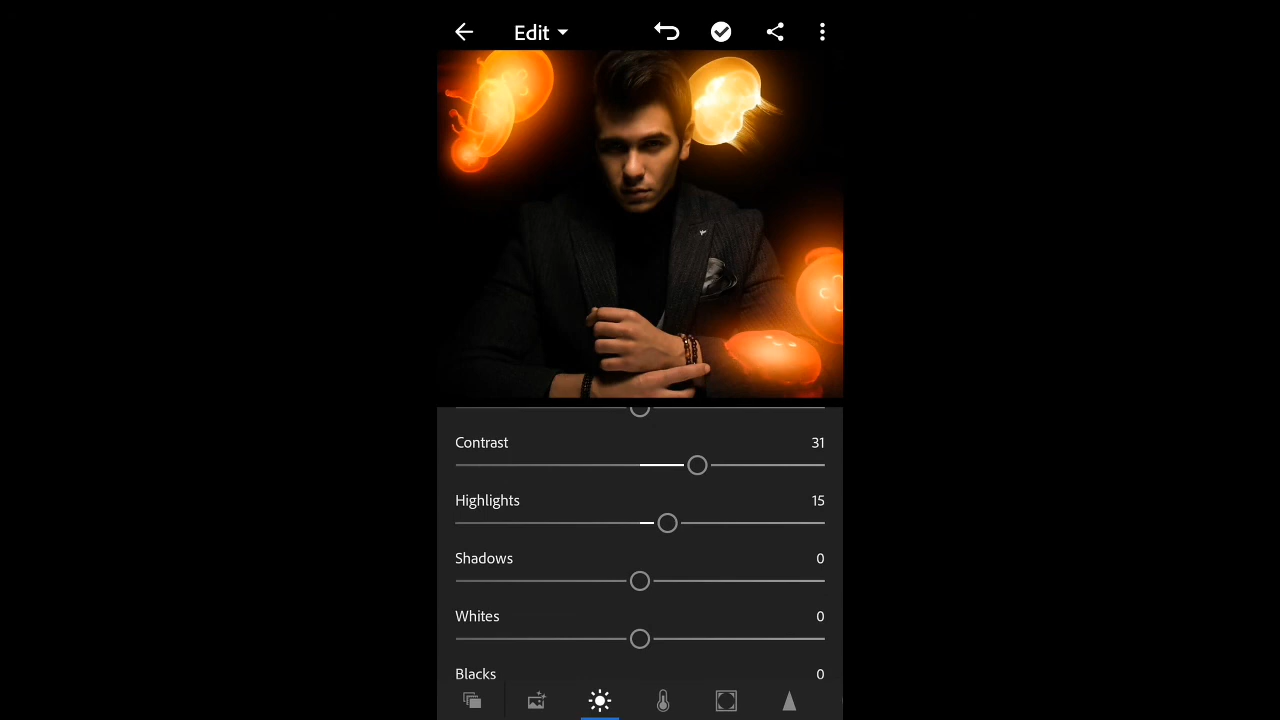 Edit
Contrast 31
Highlights 15
Shadows 0
Whites 0
Blacks 0